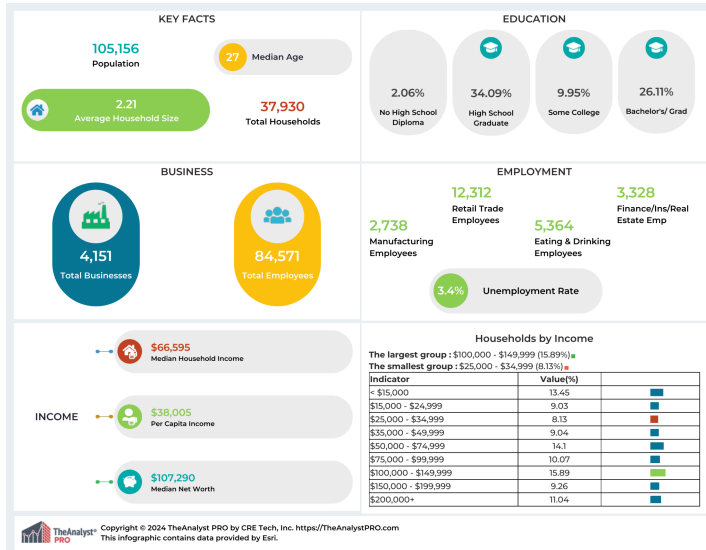 KEY FACTS
105,156
Population
27 Median Age
2.21
Average Household Size
37,930
Total Households
EDUCATION
2.06%
No High School
Diploma
34.09%
High School
Graduate
9.95%
Some College
26.11%
Bachelor's/ Grad
BUSINESS
4,151
Total Businesses
84,571
Total Employees
EMPLOYMENT
2,738
Manufacturing
Employees
12,312
Retail Trade
Employees
5,364
Eating & Drinking
Employees
3,328
Finance/Ins/Real
Estate Emp
3.4% Unemployment Rate
INCOME
$66,595
Median Household Income
$38,005
Per Capita Income
$107,290
Median Net Worth
Households by Income
The largest group : $100,000 - $149,999 (15.89%)
The smallest group : $25,000 - $34,999 (8.13%)
Indicator Value(%)
< $15,000 13.45
$15,000 - $24,999 9.03
$25,000 - $34,999 8.13
$35,000 - $49,999 9.04
$50,000 - $74,999 14.1
$75,000 - $99,999 10.07
$100,000 - $149,999 15.89
$150,000 - $199,999 9.26
$200,000+ 11.04
TheAnalyst®
PRO
Copyright © 2024 TheAnalyst PRO by CRE Tech, Inc. https://TheAnalystPRO.com
This infographic contains data provided by Esri.